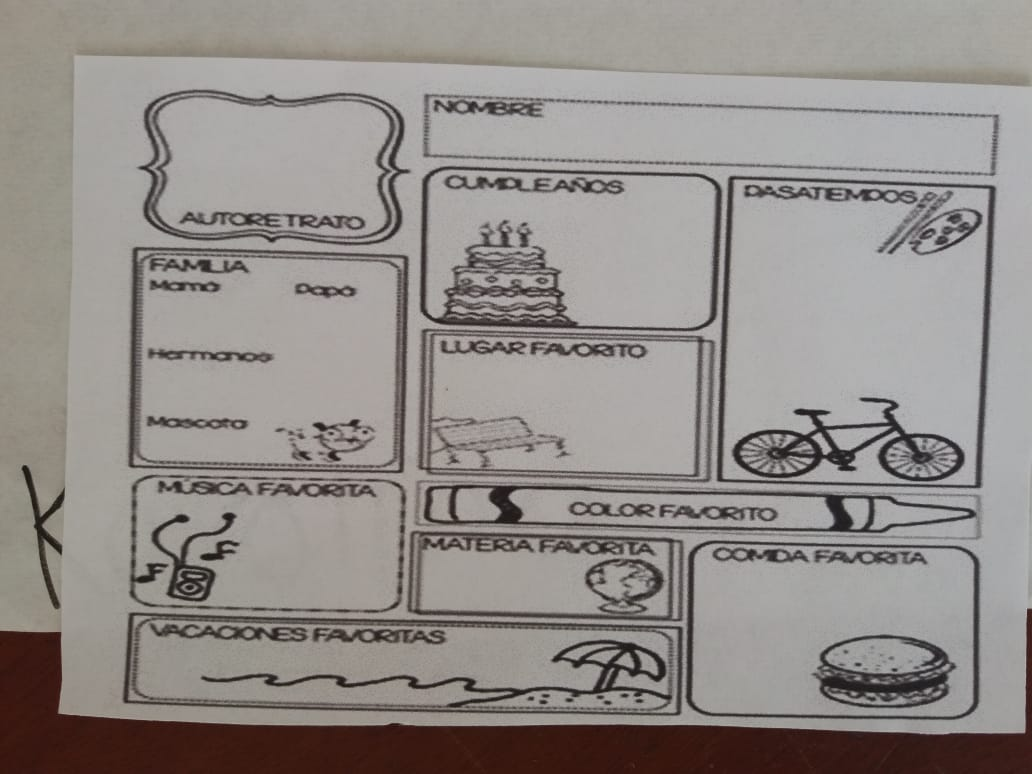 NOMBRE
AUTORETRATO
CUMPLEAÑOS
PASATIEMPOS
FAMILIA
Mamá Papá
Hermanos
Mascota
LUGAR FAVORITO
MÚSICA FAVORITA
COLOR FAVORITO
MATERIA FAVORITA
COMIDA FAVORITA
VACACIONES FAVORITAS
K